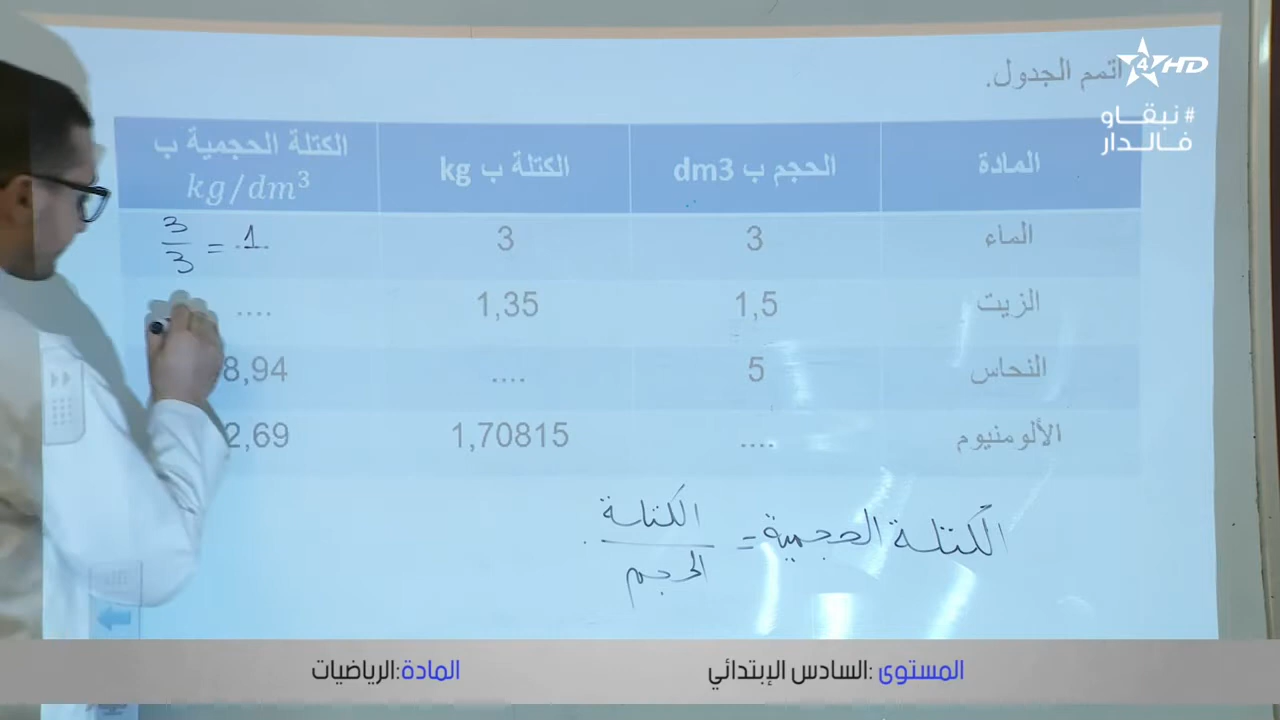 اتمم الجدول.
4 HD
#نبقاو
فالدار
المادة الحجم ب dm3 الكتلة ب kg الكتلة الحجمية ب kg/dm³
الماء 3 3 3/3 = .1.
الزيت 1,5 1,35 ....
النحاس 5 .... 8,94
الألومنيوم .... 1,70815 2,69
الكتلة الحجمية = الكتلة / الحجم
المستوى: السادس الإبتدائي المادة: الرياضيات